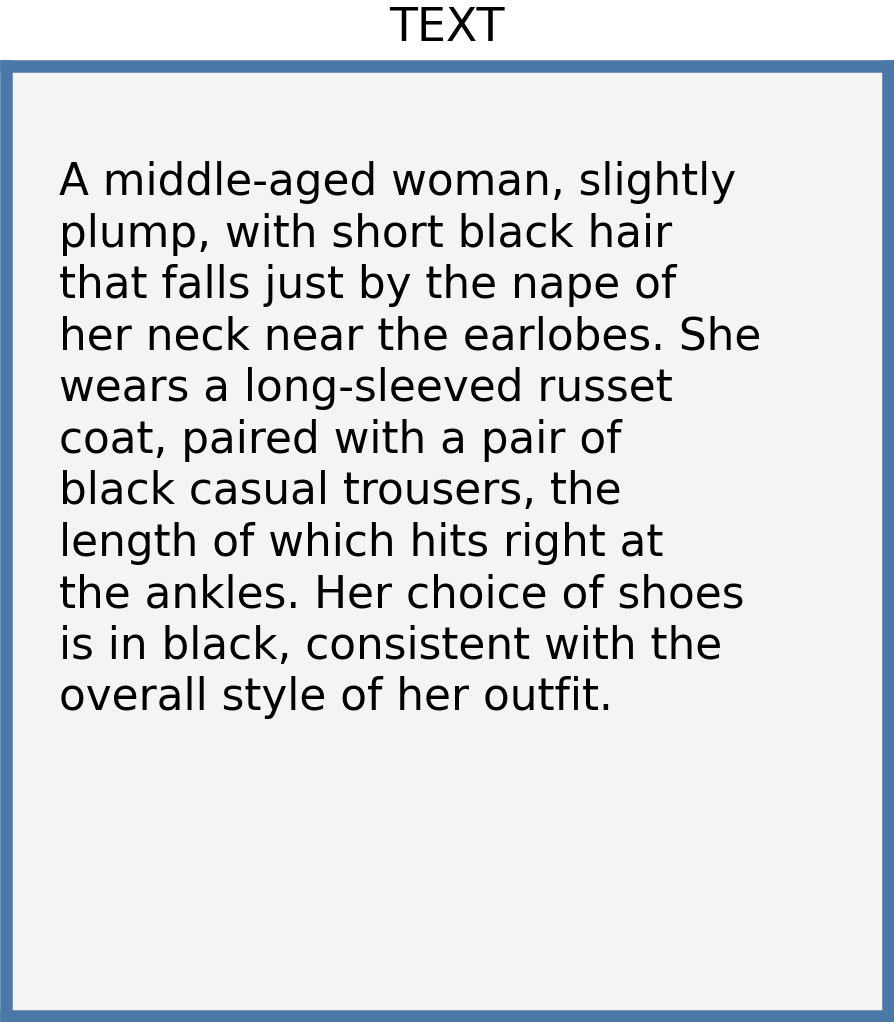 TEXT
A middle-aged woman, slightly
plump, with short black hair
that falls just by the nape of
her neck near the earlobes. She
wears a long-sleeved russet
coat, paired with a pair of
black casual trousers, the
length of which hits right at
the ankles. Her choice of shoes
is in black, consistent with the
overall style of her outfit.